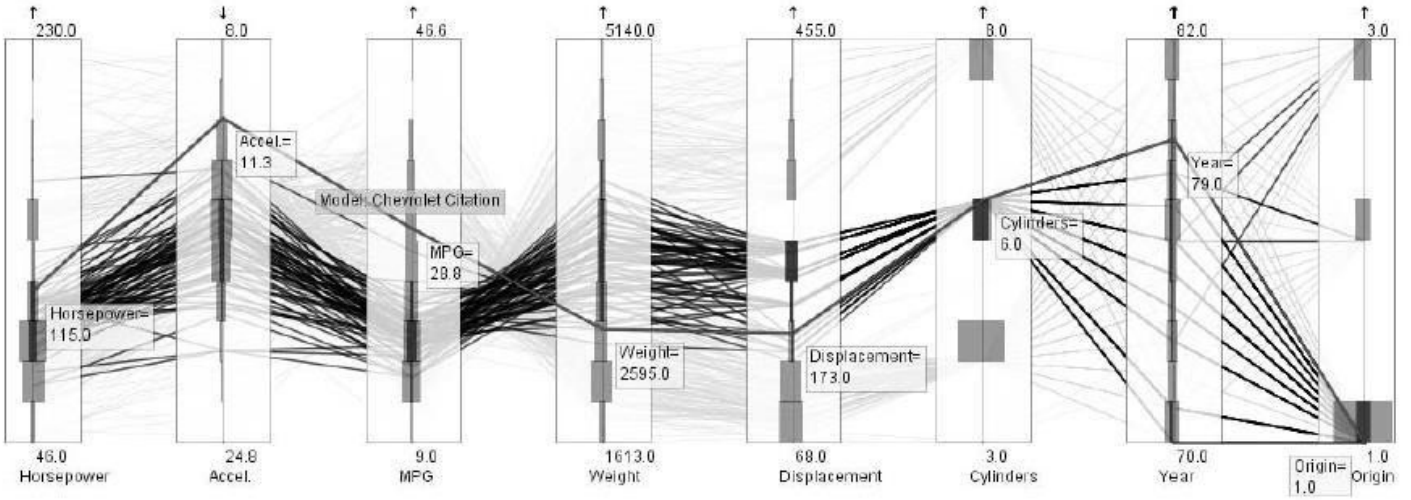 230.0 8.0 46.6 5140.0 455.0 8.0 82.0 3.0
Accel.=
11.3
Model: Chevrolet Citation
Year=
79.0
MPG=
28.8
Cylinders=
6.0
Horsepower=
115.0
Weight=
2595.0
Displacement=
173.0
46.0 24.8 9.0 1613.0 68.0 3.0 70.0 1.0
Horsepower Accel. MPG Weight Displacement Cylinders Year Origin
Origin=
1.0